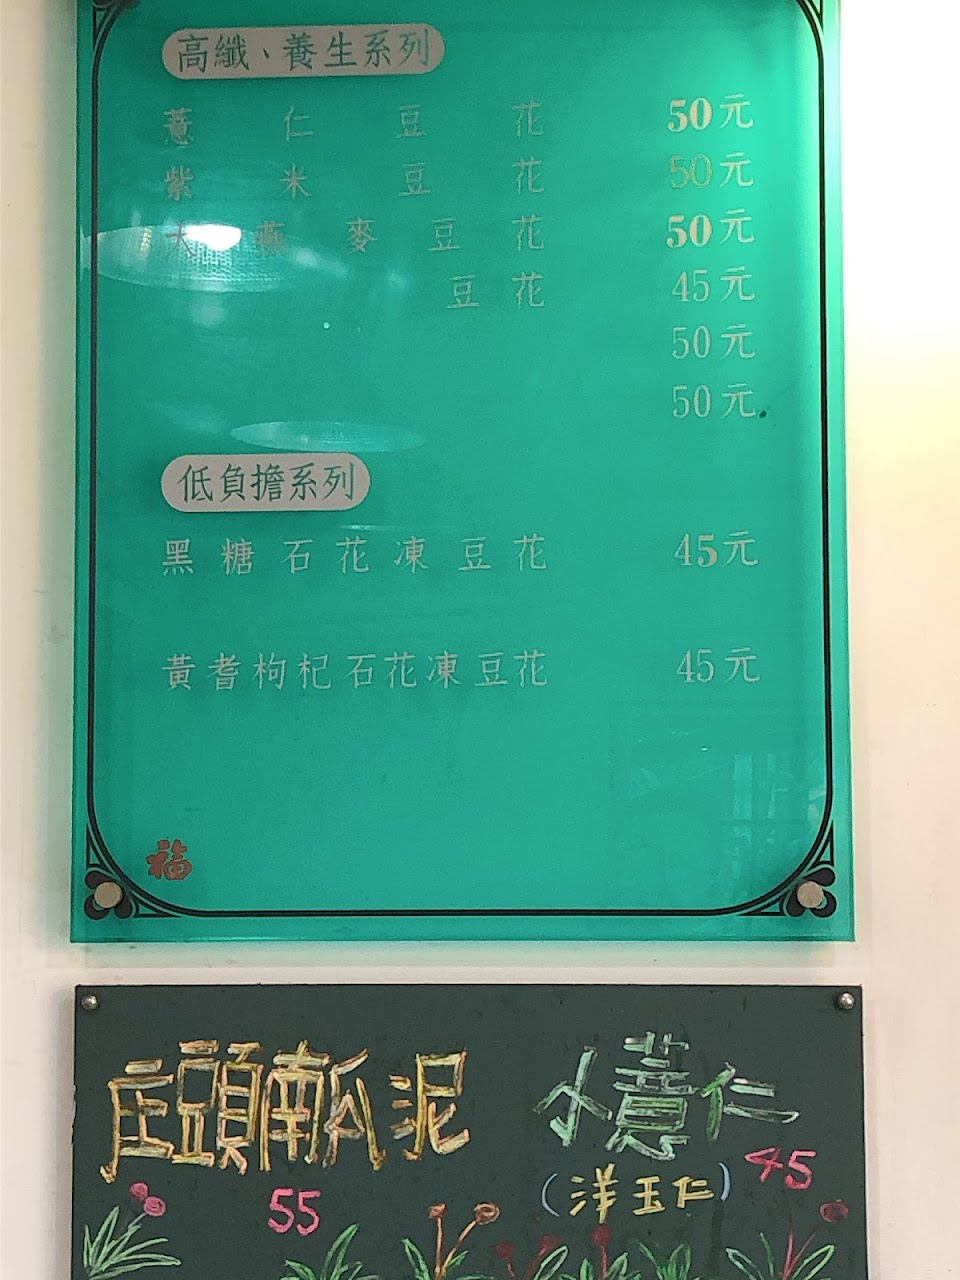 高纖、養生系列
薏仁豆花 50元
紫米豆花 50元
大燕麥豆花 50元
豆花 45元
50元
50元
低負擔系列
黑糖石花凍豆花 45元
黃耆枸杞石花凍豆花 45元
福
庄頭南瓜泥 小薏仁
(洋玉仁) 45
55